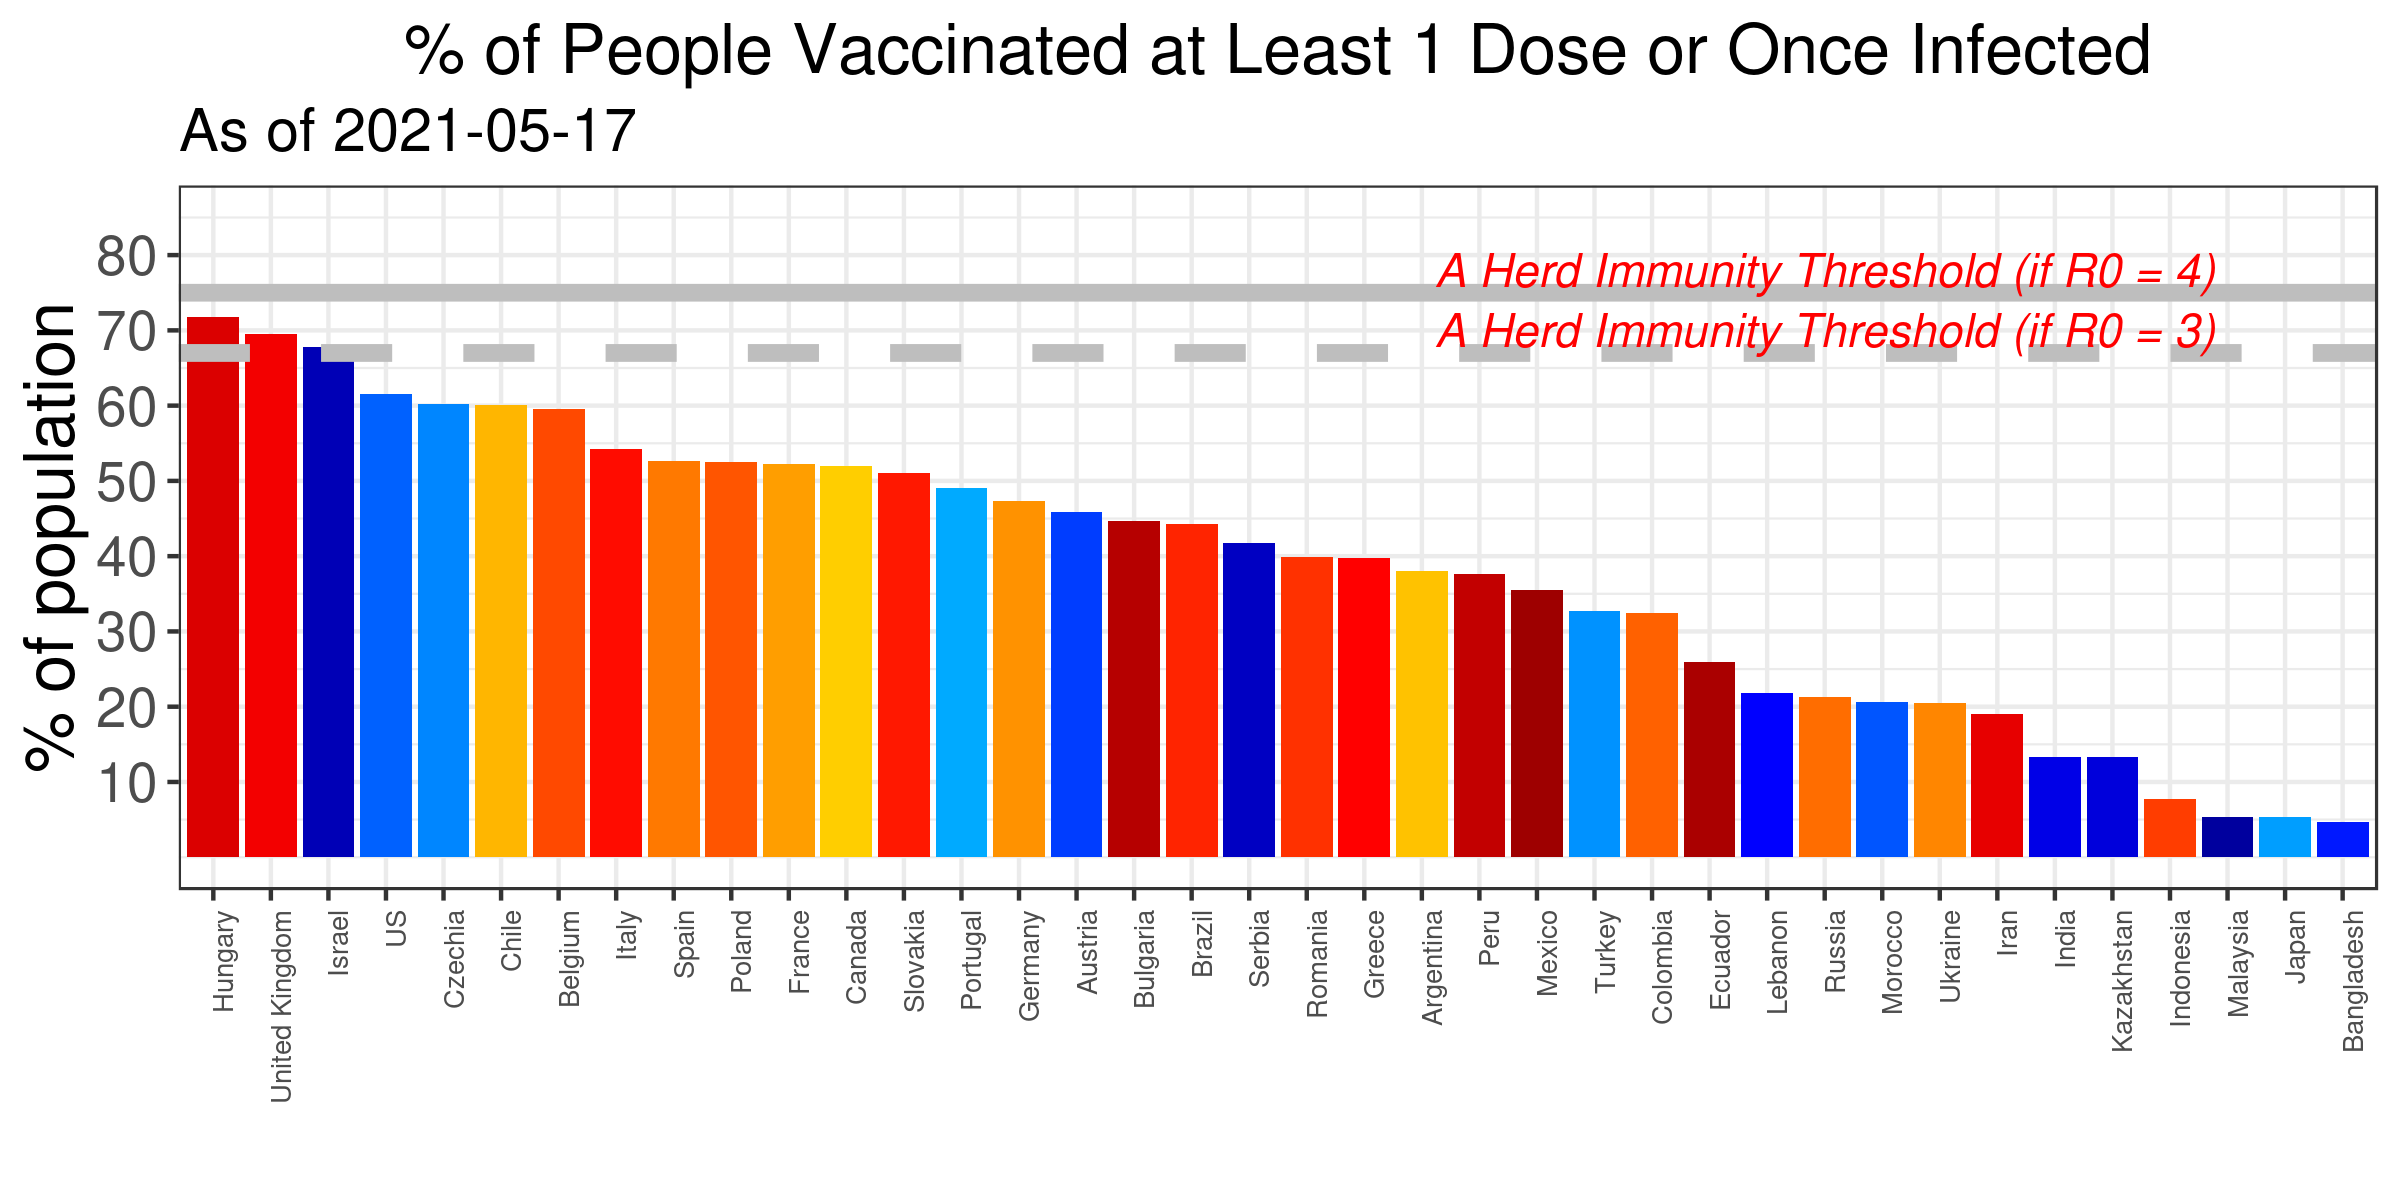 % of People Vaccinated at Least 1 Dose or Once Infected
As of 2021-05-17
% of population
80
70
60
50
40
30
20
10
A Herd Immunity Threshold (if R0 = 4)
A Herd Immunity Threshold (if R0 = 3)
Hungary
United Kingdom
Israel
US
Czechia
Chile
Belgium
Italy
Spain
Poland
France
Canada
Slovakia
Portugal
Germany
Austria
Bulgaria
Brazil
Serbia
Romania
Greece
Argentina
Peru
Mexico
Turkey
Colombia
Ecuador
Lebanon
Russia
Morocco
Ukraine
Iran
India
Kazakhstan
Indonesia
Malaysia
Japan
Bangladesh